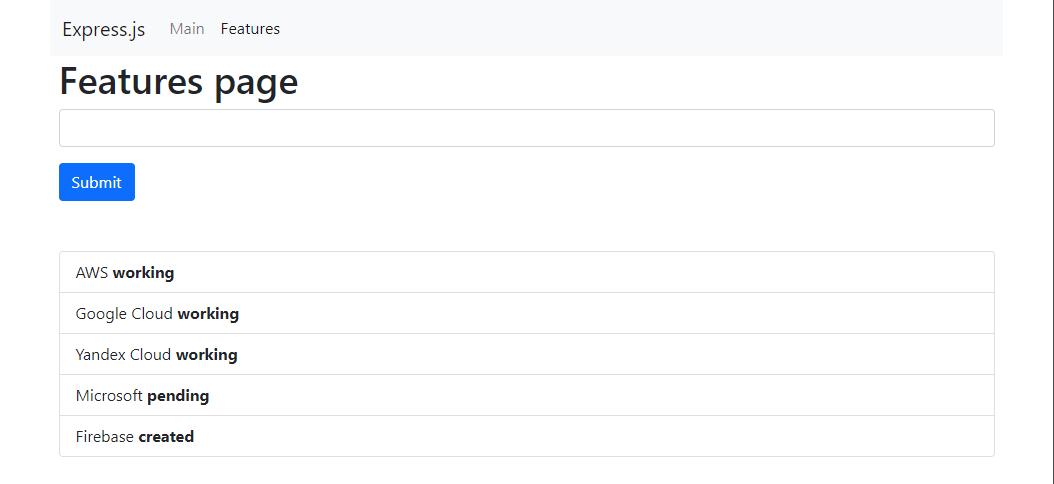 Express.js Main Features
Features page
Submit
AWS working
Google Cloud working
Yandex Cloud working
Microsoft pending
Firebase created